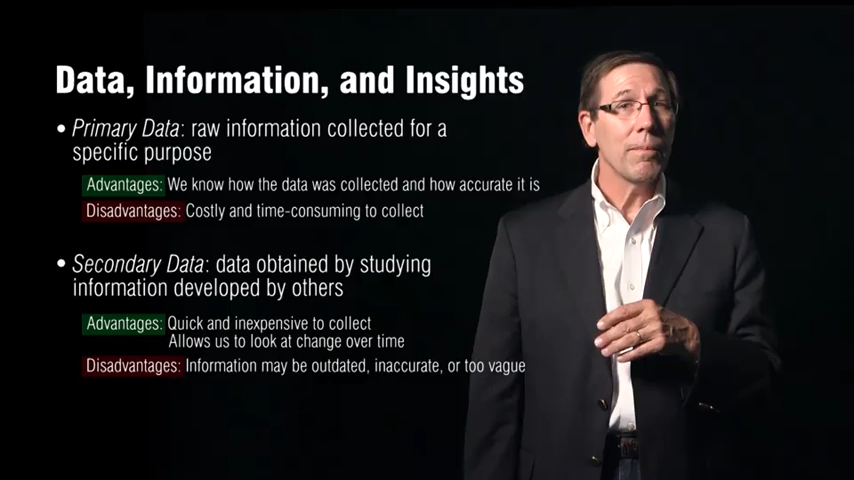 Data, Information, and Insights
• Primary Data: raw information collected for a
specific purpose
Advantages: We know how the data was collected and how accurate it is
Disadvantages: Costly and time-consuming to collect
• Secondary Data: data obtained by studying
information developed by others
Advantages: Quick and inexpensive to collect
Allows us to look at change over time
Disadvantages: Information may be outdated, inaccurate, or too vague